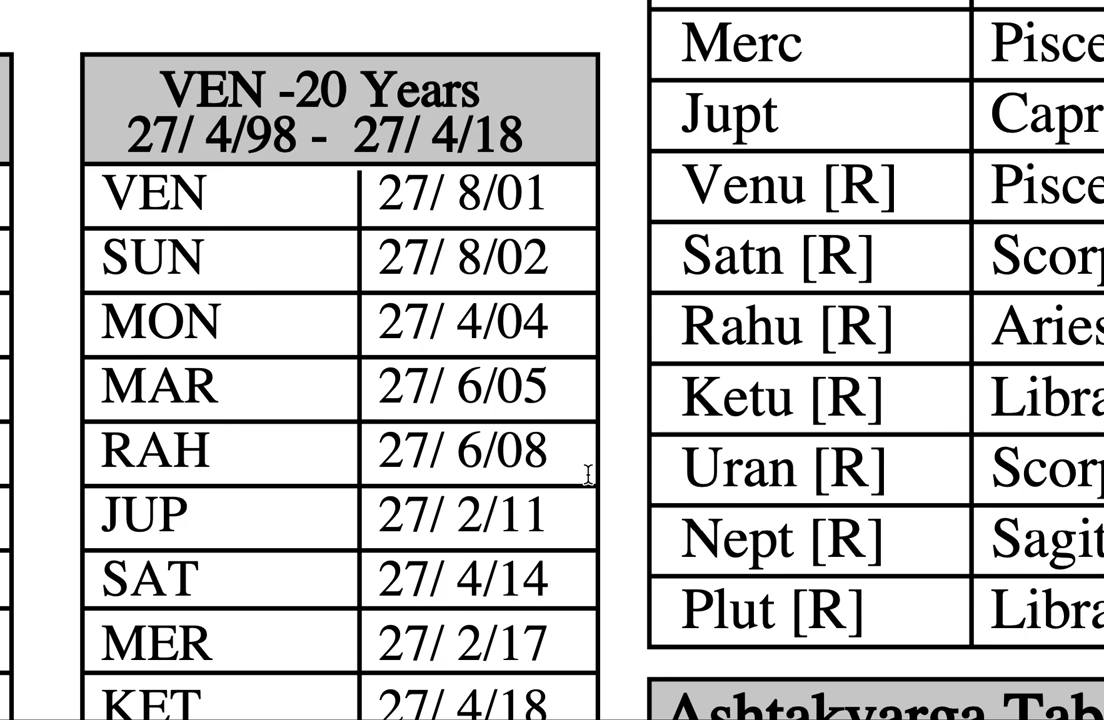 VEN -20 Years
27/ 4/98 -  27/ 4/18
VEN 27/ 8/01
SUN 27/ 8/02
MON 27/ 4/04
MAR 27/ 6/05
RAH 27/ 6/08
JUP 27/ 2/11
SAT 27/ 4/14
MER 27/ 2/17
KET 27/ 4/18
Merc Pisce
Jupt Capr
Venu [R] Pisce
Satn [R] Scorp
Rahu [R] Aries
Ketu [R] Libra
Uran [R] Scorp
Nept [R] Sagit
Plut [R] Libra
Ashtakvarga Tab